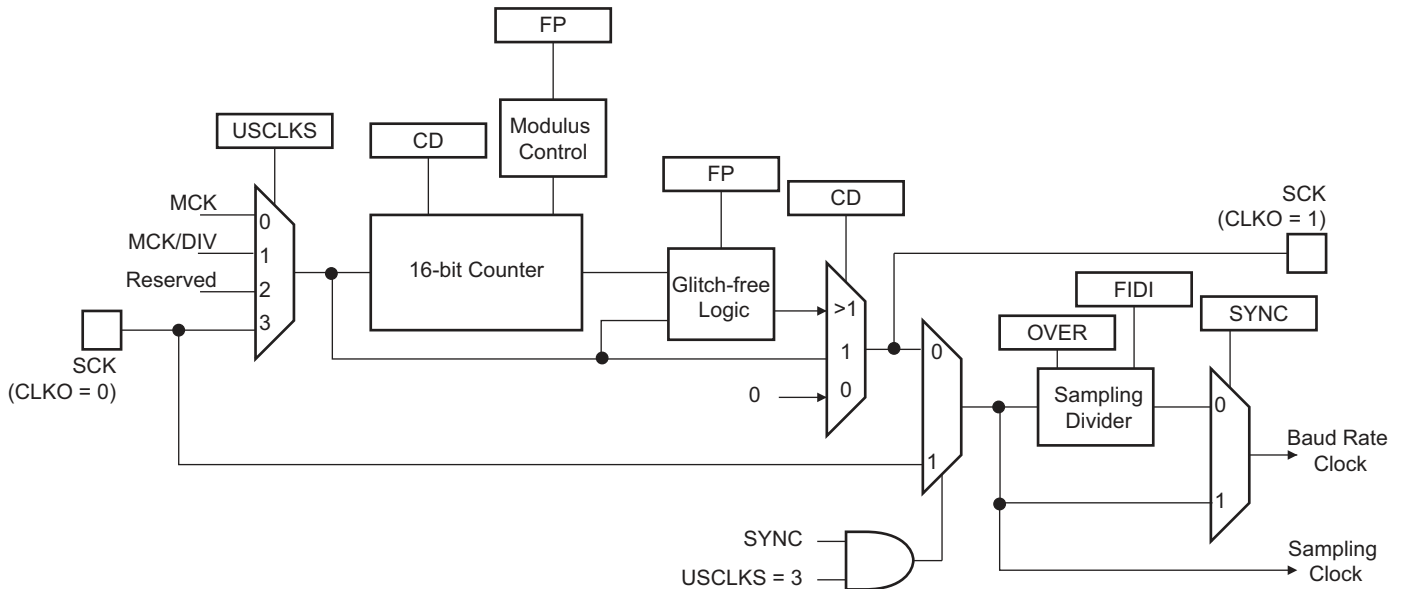 FP
USCLKS
CD
Modulus
Control
FP
CD
SCK
(CLKO = 1)
MCK
0
MCK/DIV
1
16-bit Counter
Reserved
2
3
Glitch-free
Logic
>1
1
0
0
FIDI
OVER
SYNC
SCK
(CLKO = 0)
0
1
Sampling
Divider
0
1
Baud Rate
Clock
SYNC
USCLKS = 3
Sampling
Clock